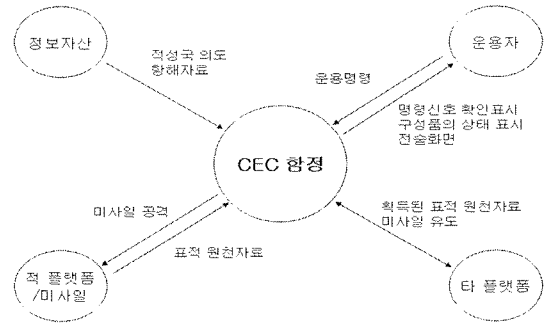 정보자산
운용자
적성국 의도
항해자료
운용명령
명령신호 확인표시
구성품의 상태 표시
전술화면
CEC 함정
미사일 공격
표적 원천자료
획득된 표적 원천자료
미사일 유도
적 플랫폼
/미사일
타 플랫폼